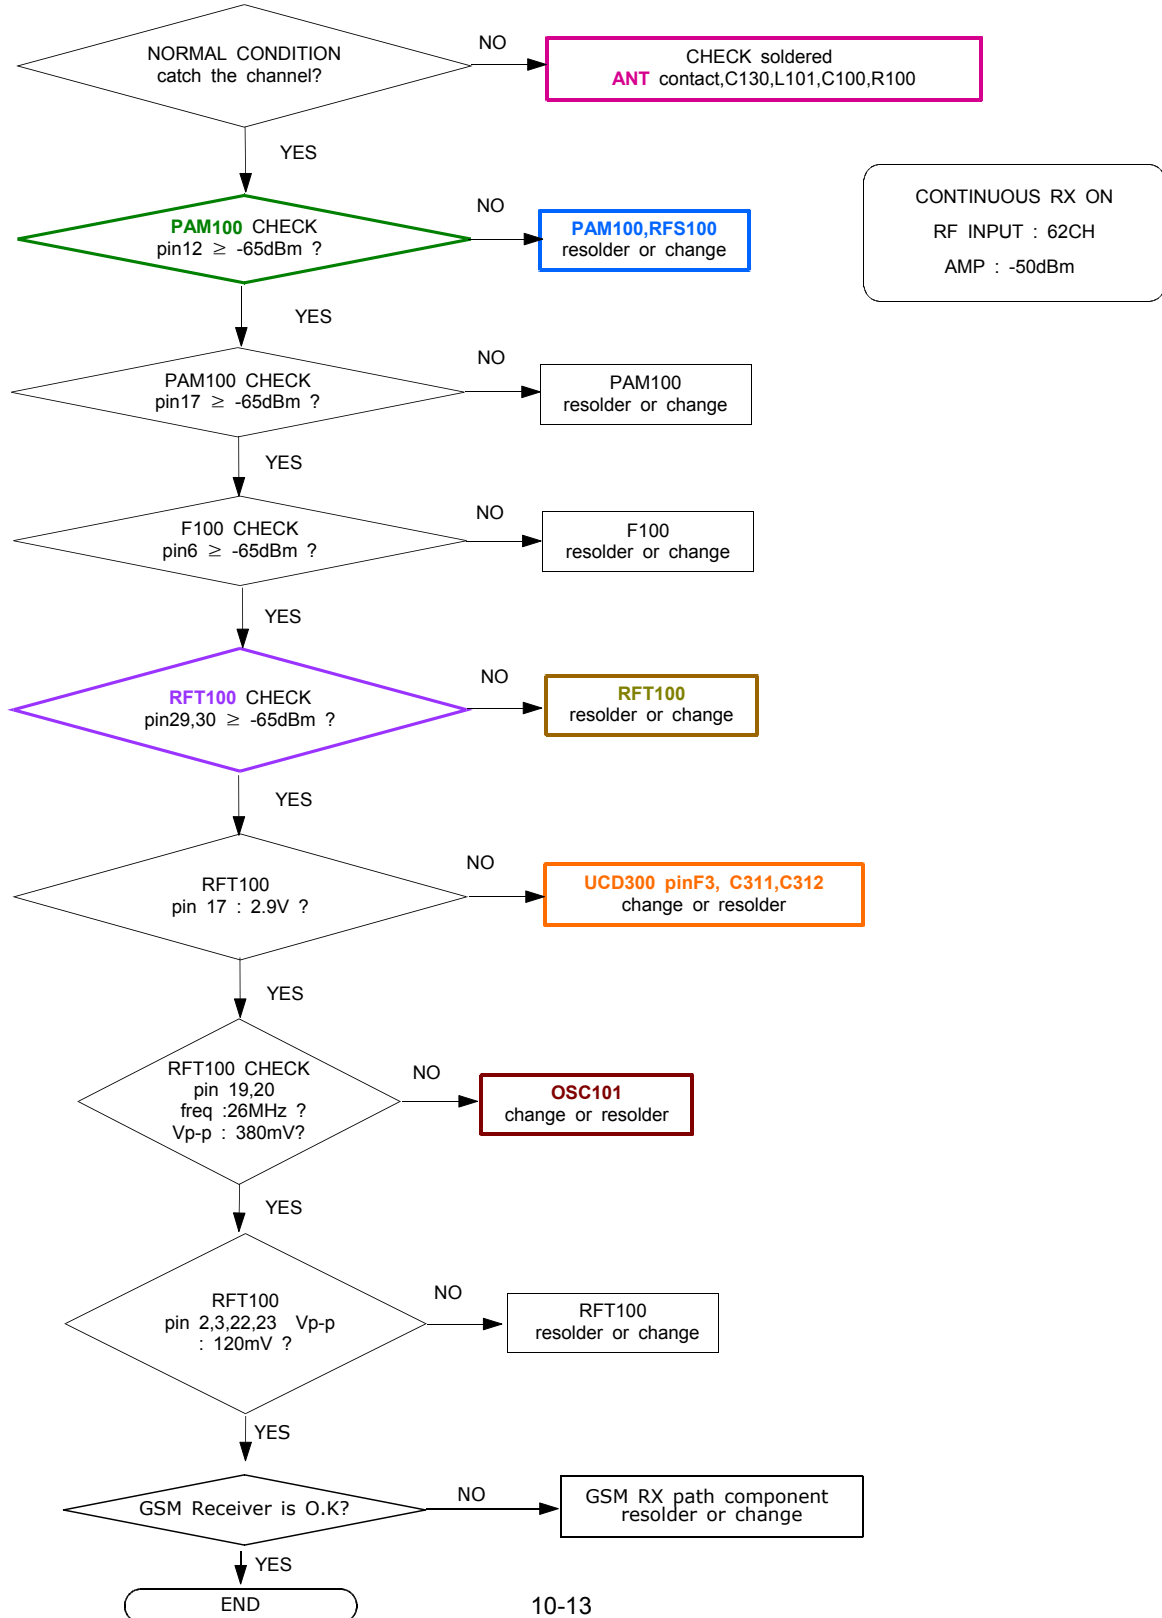 NORMAL CONDITION
catch the channel?
NO
CHECK soldered
ANT contact,C130,L101,C100,R100
YES
CONTINUOUS RX ON
RF INPUT : 62CH
AMP : -50dBm
PAM100 CHECK
pin12 ≥ -65dBm ?
NO
PAM100,RFS100
resolder or change
YES
PAM100 CHECK
pin17 ≥ -65dBm ?
NO
PAM100
resolder or change
YES
F100 CHECK
pin6 ≥ -65dBm ?
NO
F100
resolder or change
YES
RFT100 CHECK
pin29,30 ≥ -65dBm ?
NO
RFT100
resolder or change
YES
RFT100
pin 17 : 2.9V ?
NO
UCD300 pinF3, C311,C312
change or resolder
YES
RFT100 CHECK
pin 19,20
freq :26MHz ?
Vp-p : 380mV?
NO
OSC101
change or resolder
YES
RFT100
pin 2,3,22,23 Vp-p
: 120mV ?
NO
RFT100
resolder or change
YES
GSM Receiver is O.K?
NO
GSM RX path component
resolder or change
YES
END
10-13